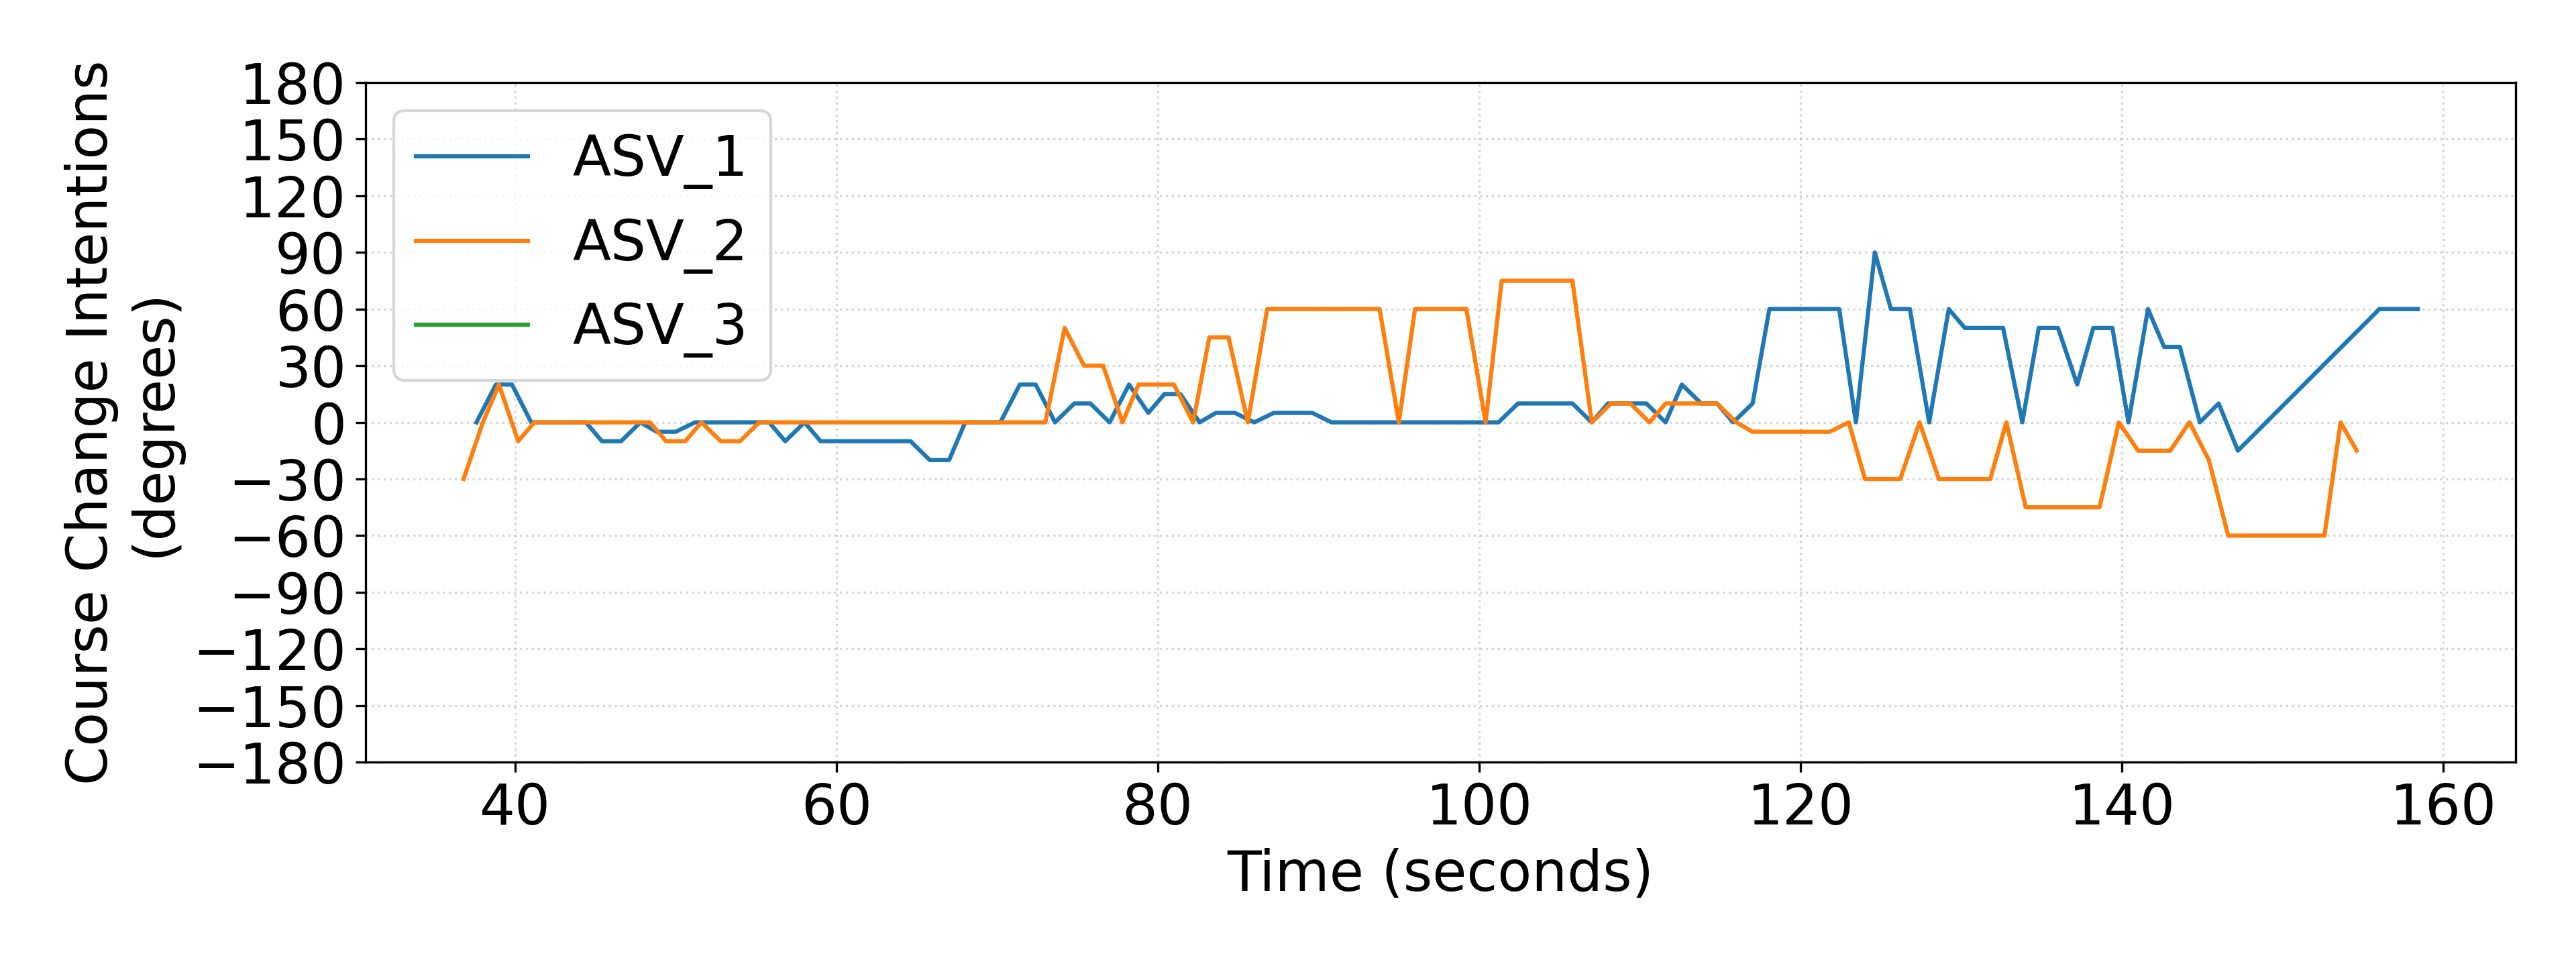 Course Change Intentions
(degrees)
180
150
120
90
60
30
0
−30
−60
−90
−120
−150
−180
ASV_1
ASV_2
ASV_3
40 60 80 100 120 140 160
Time (seconds)